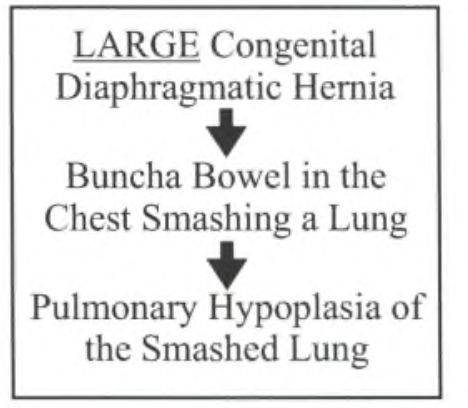 LARGE Congenital
Diaphragmatic Hernia
Buncha Bowel in the
Chest Smashing a Lung
Pulmonary Hypoplasia of
the Smashed Lung